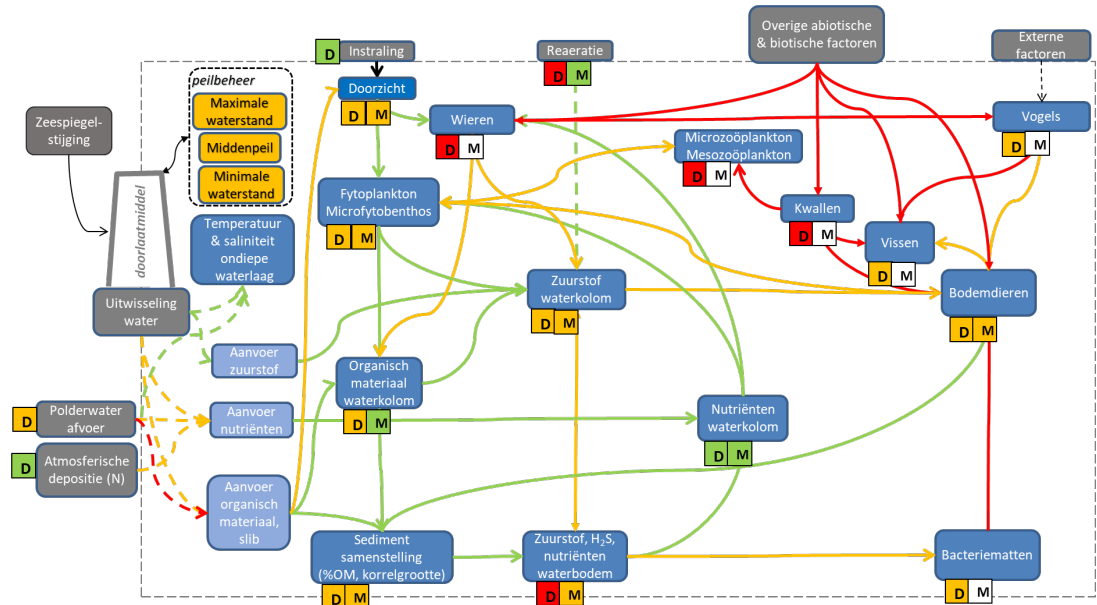 Overige abiotische
& biotische factoren
Externe
factoren
D
Instraling
Reaeratie
D
M
peilbeheer
Maximale
waterstand
Middenpeil
Minimale
waterstand
Zeespiegel-
stijging
Doorzicht
D
M
Wieren
D
M
Vogels
D
M
Microzoöplankton
Mesozoöplankton
D
M
Fytoplankton
Microfytobenthos
D
M
Kwallen
D
M
Vissen
D
M
Temperatuur
& saliniteit
ondiepe
waterlaag
doorlaatmiddel
Uitwisseling
water
Zuurstof
waterkolom
D
M
Bodemdieren
D
M
Aanvoer
zuurstof
Organisch
materiaal
waterkolom
D
M
D
Polderwater
afvoer
Aanvoer
nutriënten
Nutriënten
waterkolom
D
M
D
Atmosferische
depositie (N)
Aanvoer
organisch
materiaal,
slib
Sediment
samenstelling
(%OM, korrelgrootte)
D
M
Zuurstof, H₂S,
nutriënten
waterbodem
D
M
Bacteriematten
D
M